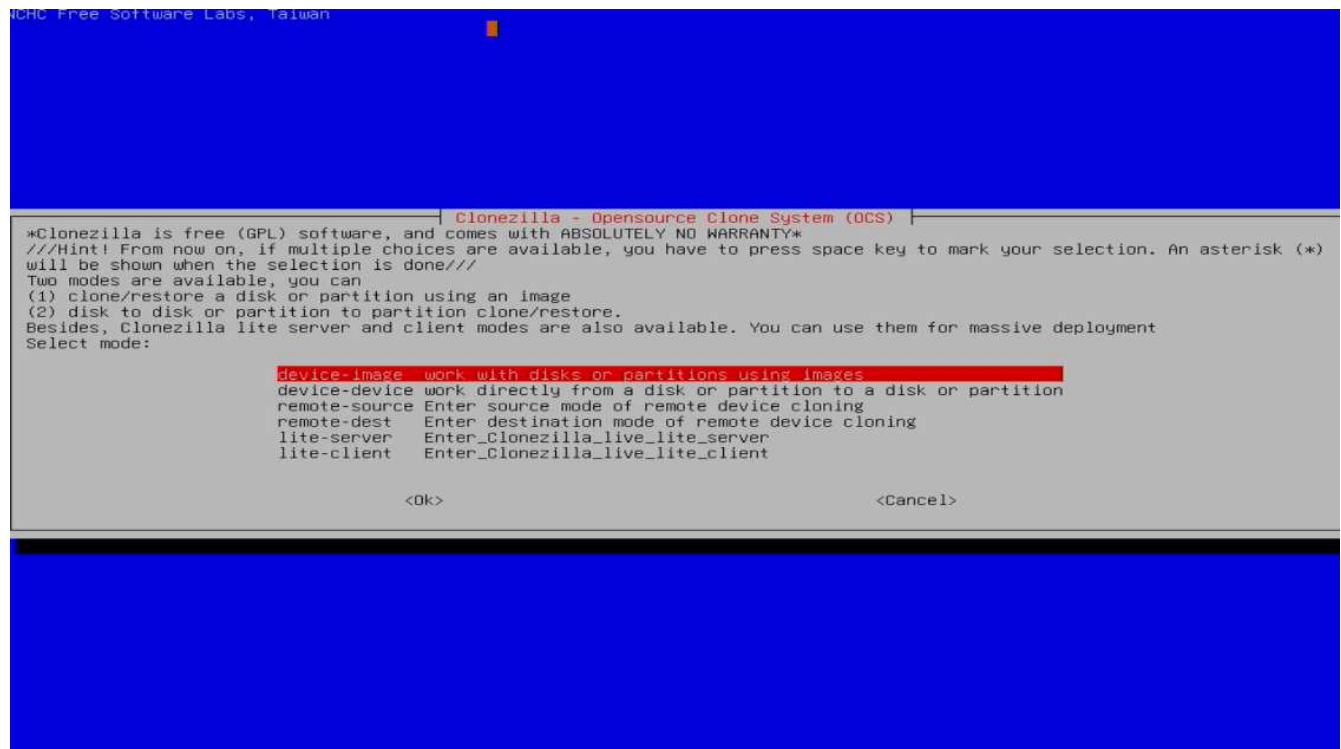 NCHC Free Software Labs, Taiwan
Clonezilla - Opensource Clone System (OCS)
*Clonezilla is free (GPL) software, and comes with ABSOLUTELY NO WARRANTY*
///Hint! From now on, if multiple choices are available, you have to press space key to mark your selection. An asterisk (*)
will be shown when the selection is done///
Two modes are available, you can
(1) clone/restore a disk or partition using an image
(2) disk to disk or partition to partition clone/restore.
Besides, Clonezilla lite server and client modes are also available. You can use them for massive deployment
Select mode:
device-image work with disks or partitions using images
device-device work directly from a disk or partition to a disk or partition
remote-source Enter source mode of remote device cloning
remote-dest Enter destination mode of remote device cloning
lite-server Enter_Clonezilla_live_lite_server
lite-client Enter_Clonezilla_live_lite_client
<Ok> <Cancel>